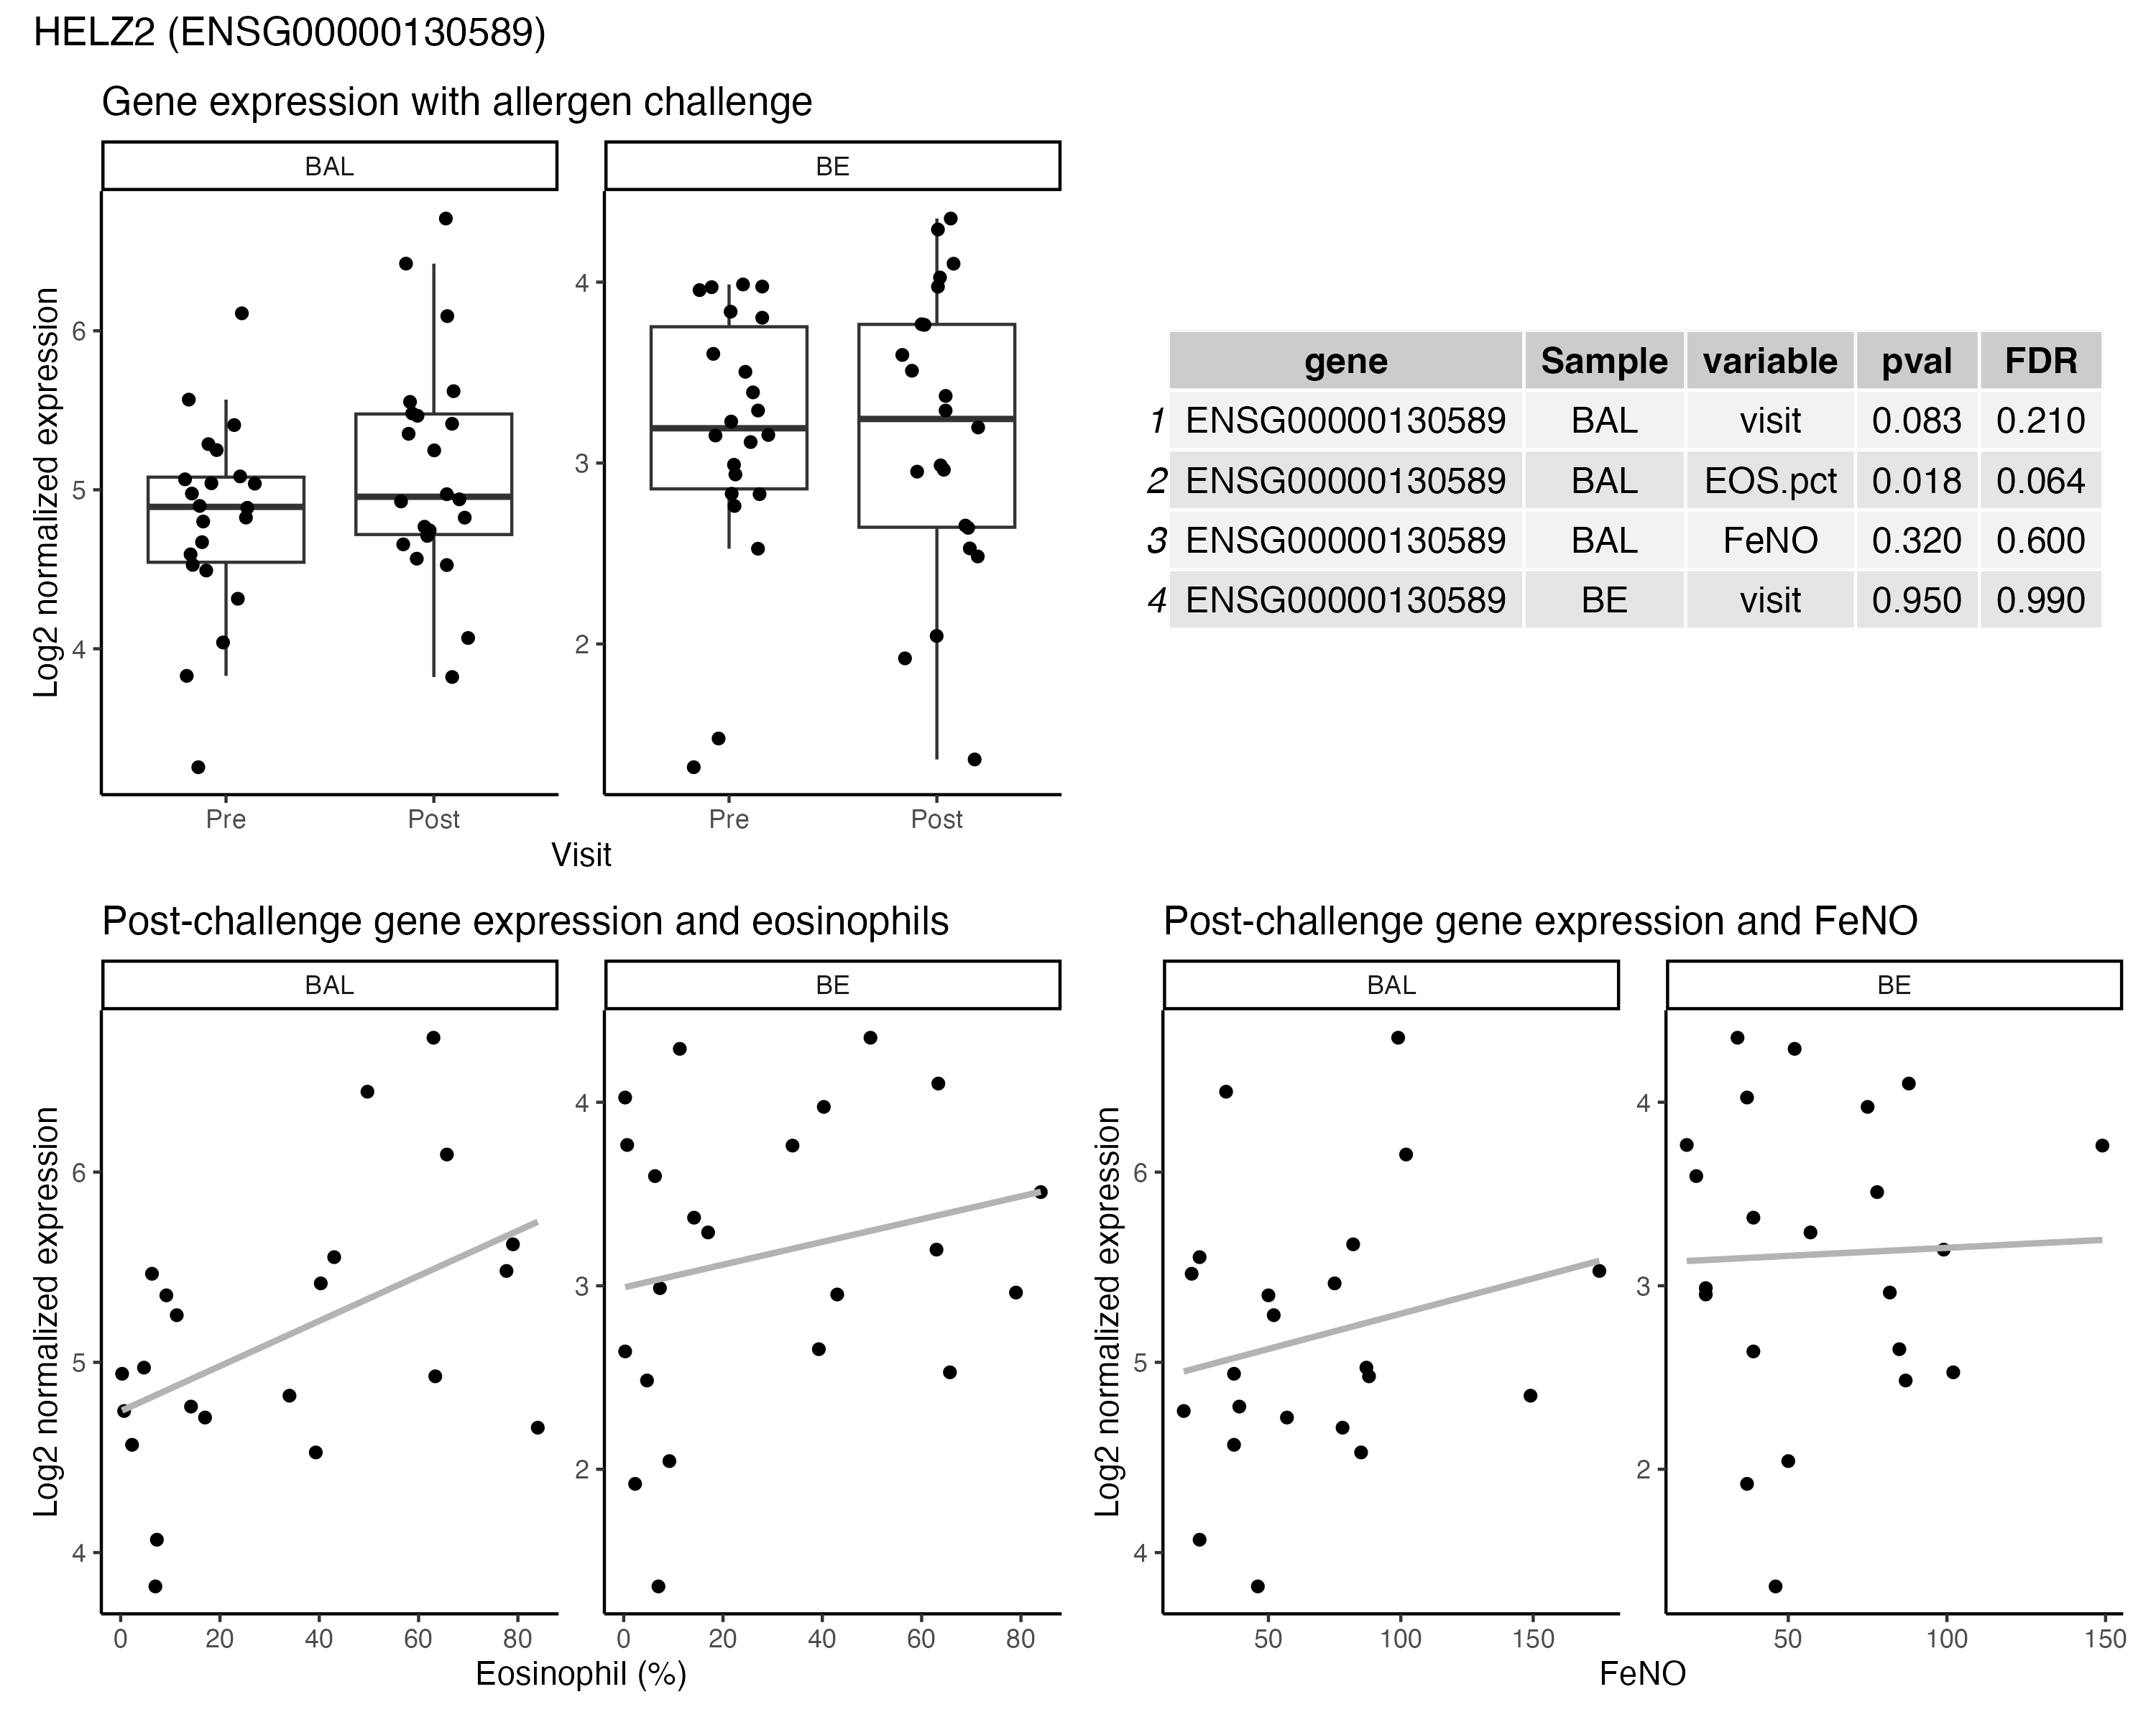 HELZ2 (ENSG00000130589)
Gene expression with allergen challenge
BAL
BE
Log2 normalized expression
6
5
4
4
3
2
Pre
Post
Pre
Post
Visit
gene Sample variable pval FDR
1 ENSG00000130589 BAL visit 0.083 0.210
2 ENSG00000130589 BAL EOS.pct 0.018 0.064
3 ENSG00000130589 BAL FeNO 0.320 0.600
4 ENSG00000130589 BE visit 0.950 0.990
Post-challenge gene expression and eosinophils
BAL
BE
Log2 normalized expression
6
5
4
4
3
2
0 20 40 60 80
0 20 40 60 80
Eosinophil (%)
Post-challenge gene expression and FeNO
BAL
BE
Log2 normalized expression
6
5
4
4
3
2
50 100 150
50 100 150
FeNO